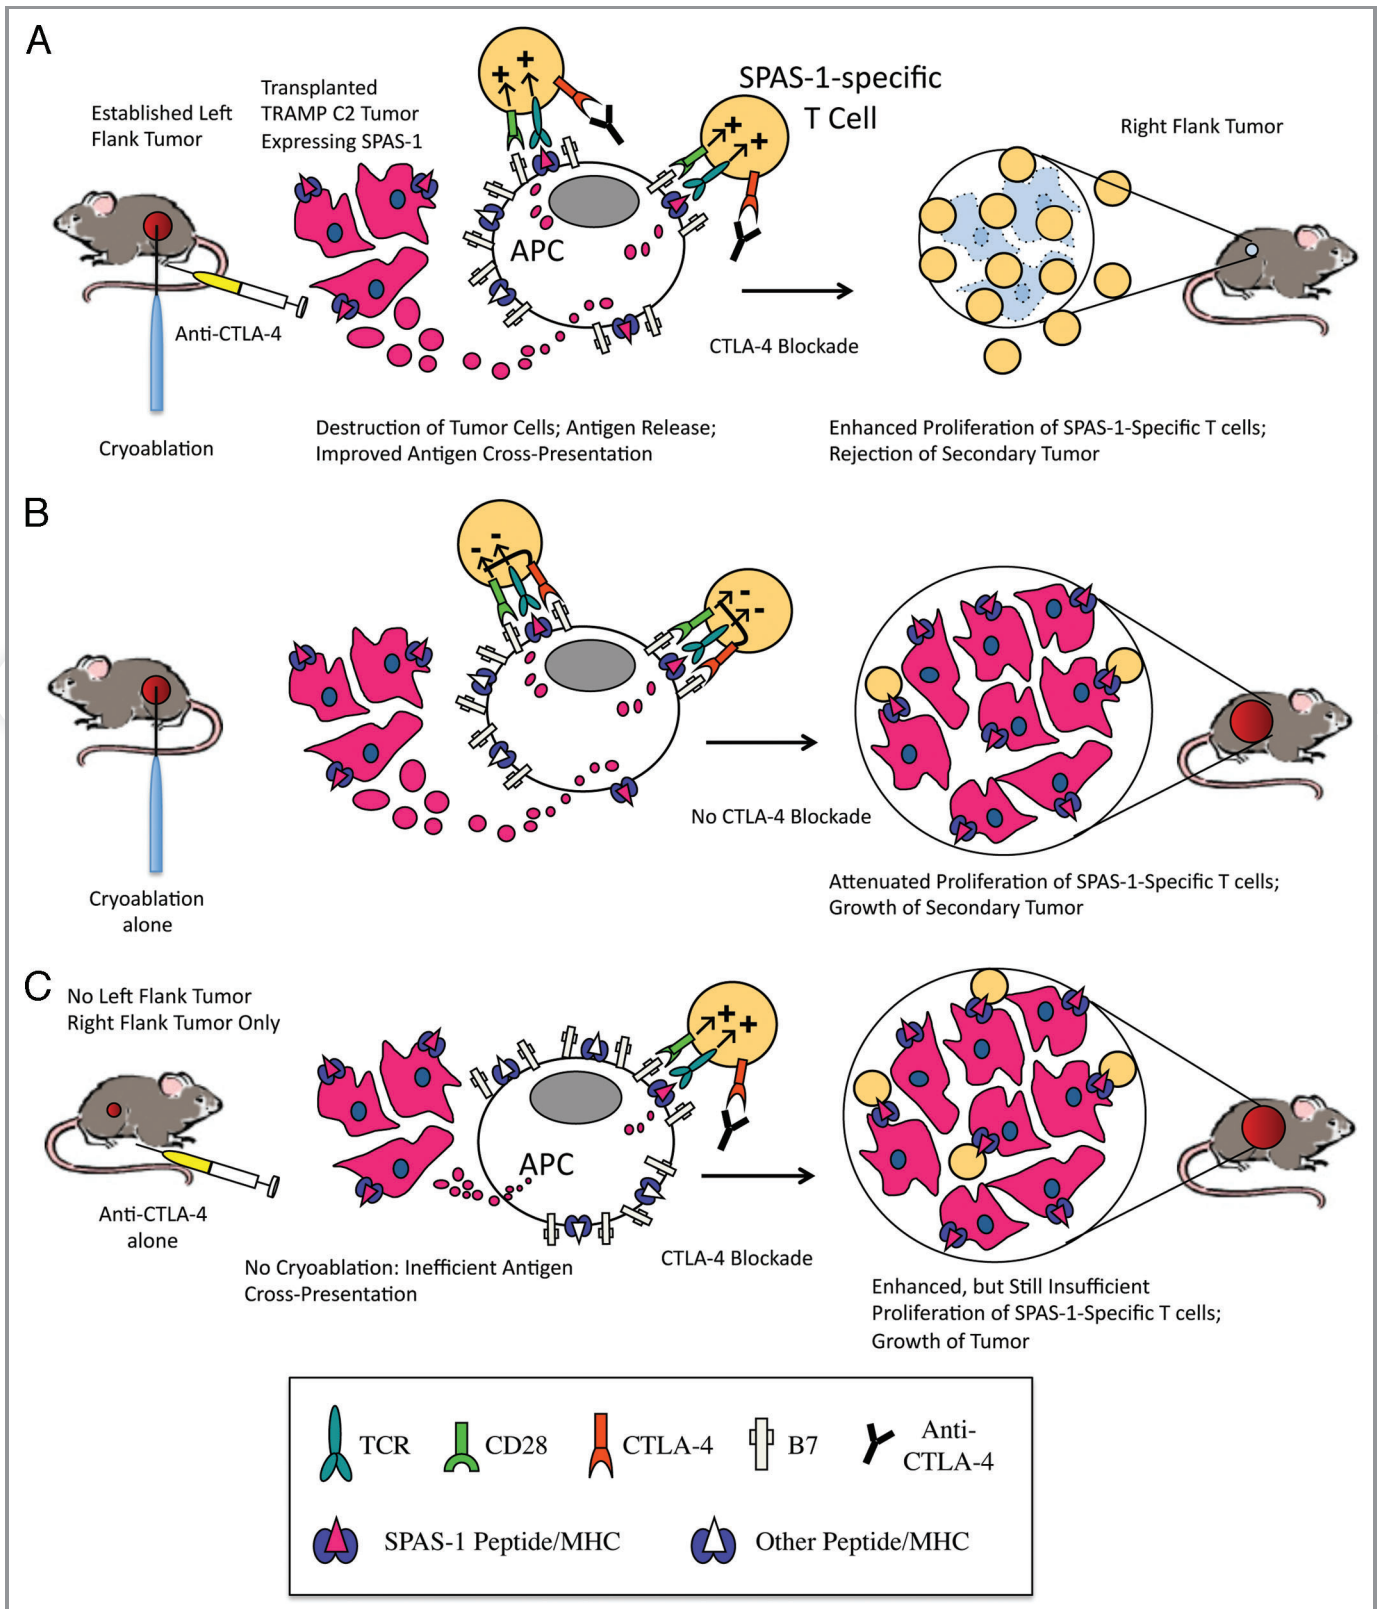 A
Established Left
Flank Tumor
Transplanted
TRAMP C2 Tumor
Expressing SPAS-1
SPAS-1-specific
T Cell
Right Flank Tumor
+ +
+ +
APC
Anti-CTLA-4
CTLA-4 Blockade
Cryoablation
Destruction of Tumor Cells; Antigen Release;
Improved Antigen Cross-Presentation
Enhanced Proliferation of SPAS-1-Specific T cells;
Rejection of Secondary Tumor
B
- -
- -
No CTLA-4 Blockade
Cryoablation
alone
Attenuated Proliferation of SPAS-1-Specific T cells;
Growth of Secondary Tumor
C
No Left Flank Tumor
Right Flank Tumor Only
+ +
APC
Anti-CTLA-4
alone
No Cryoablation: Inefficient Antigen
Cross-Presentation
CTLA-4 Blockade
Enhanced, but Still Insufficient
Proliferation of SPAS-1-Specific T cells;
Growth of Tumor
TCR
CD28
CTLA-4
B7
Anti-
CTLA-4
SPAS-1 Peptide/MHC
Other Peptide/MHC